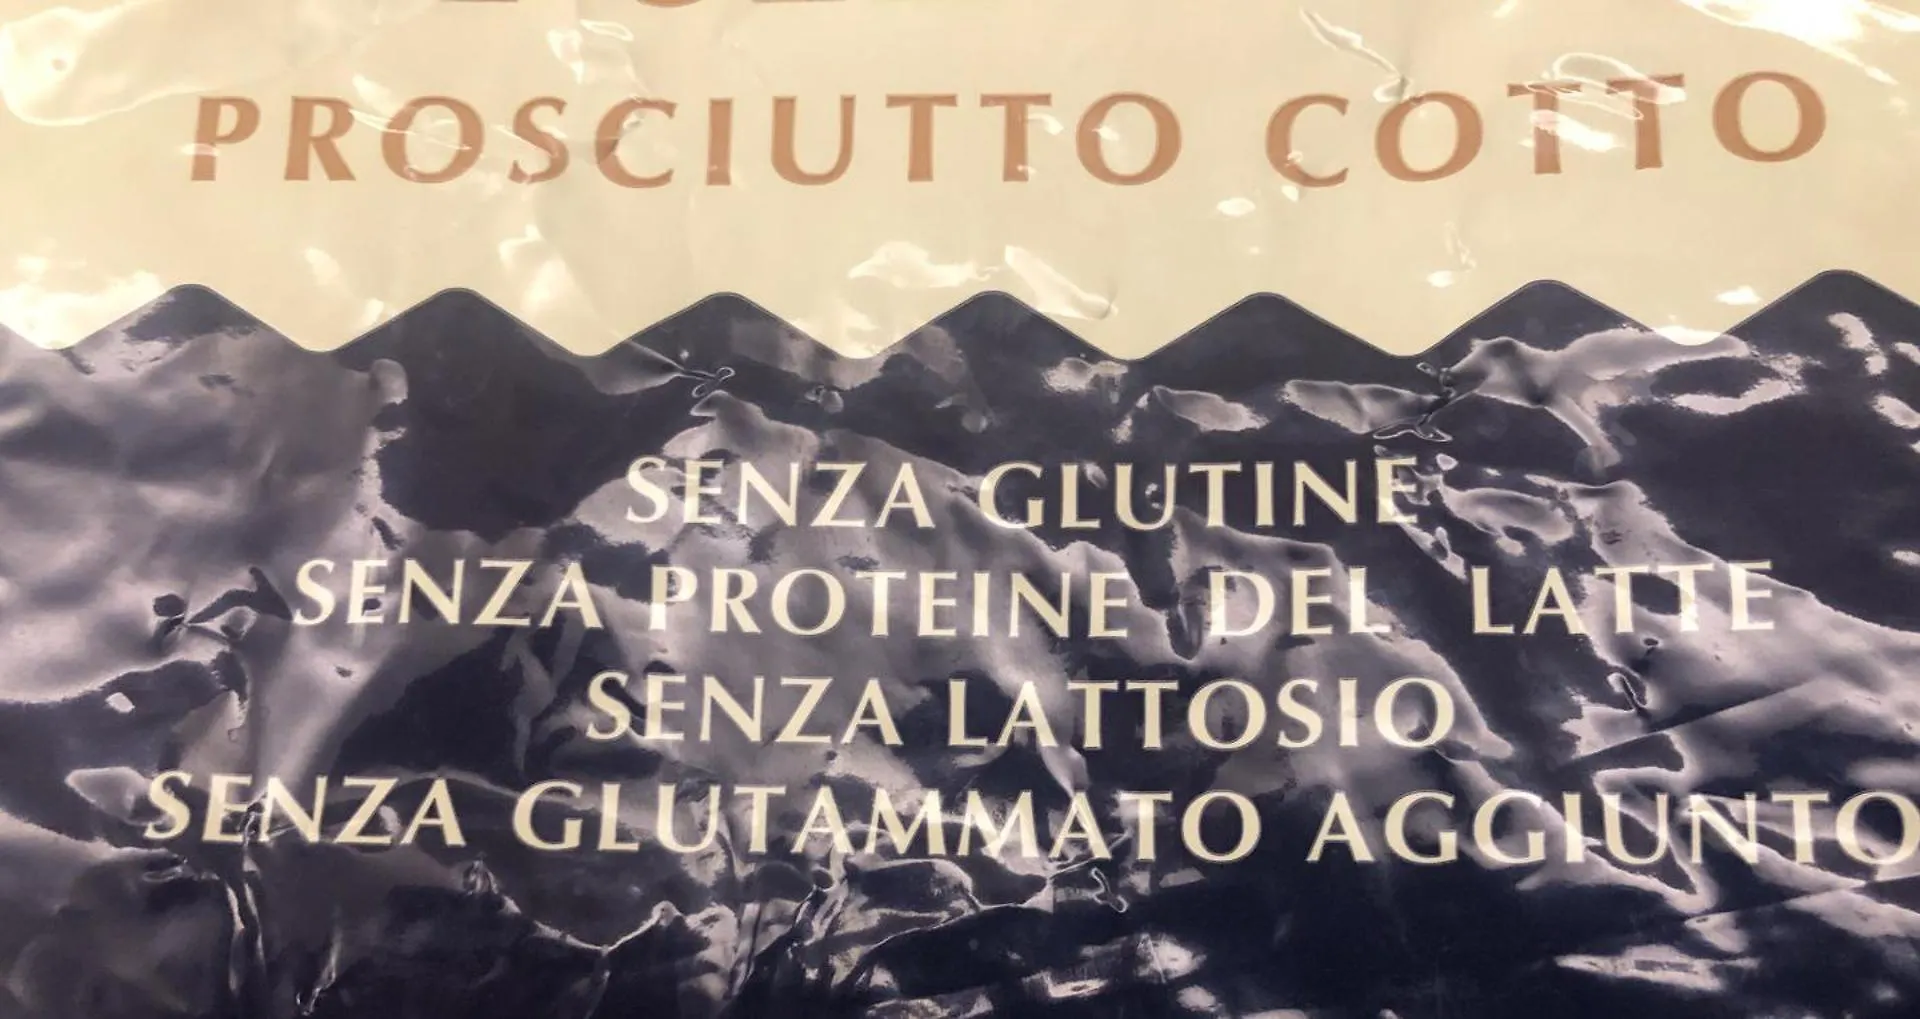 PROSCIUTTO COTTO
SENZA GLUTINE
SENZA PROTEINE DEL LATTE
SENZA LATTOSIO
SENZA GLUTAMMATO AGGIUNTO